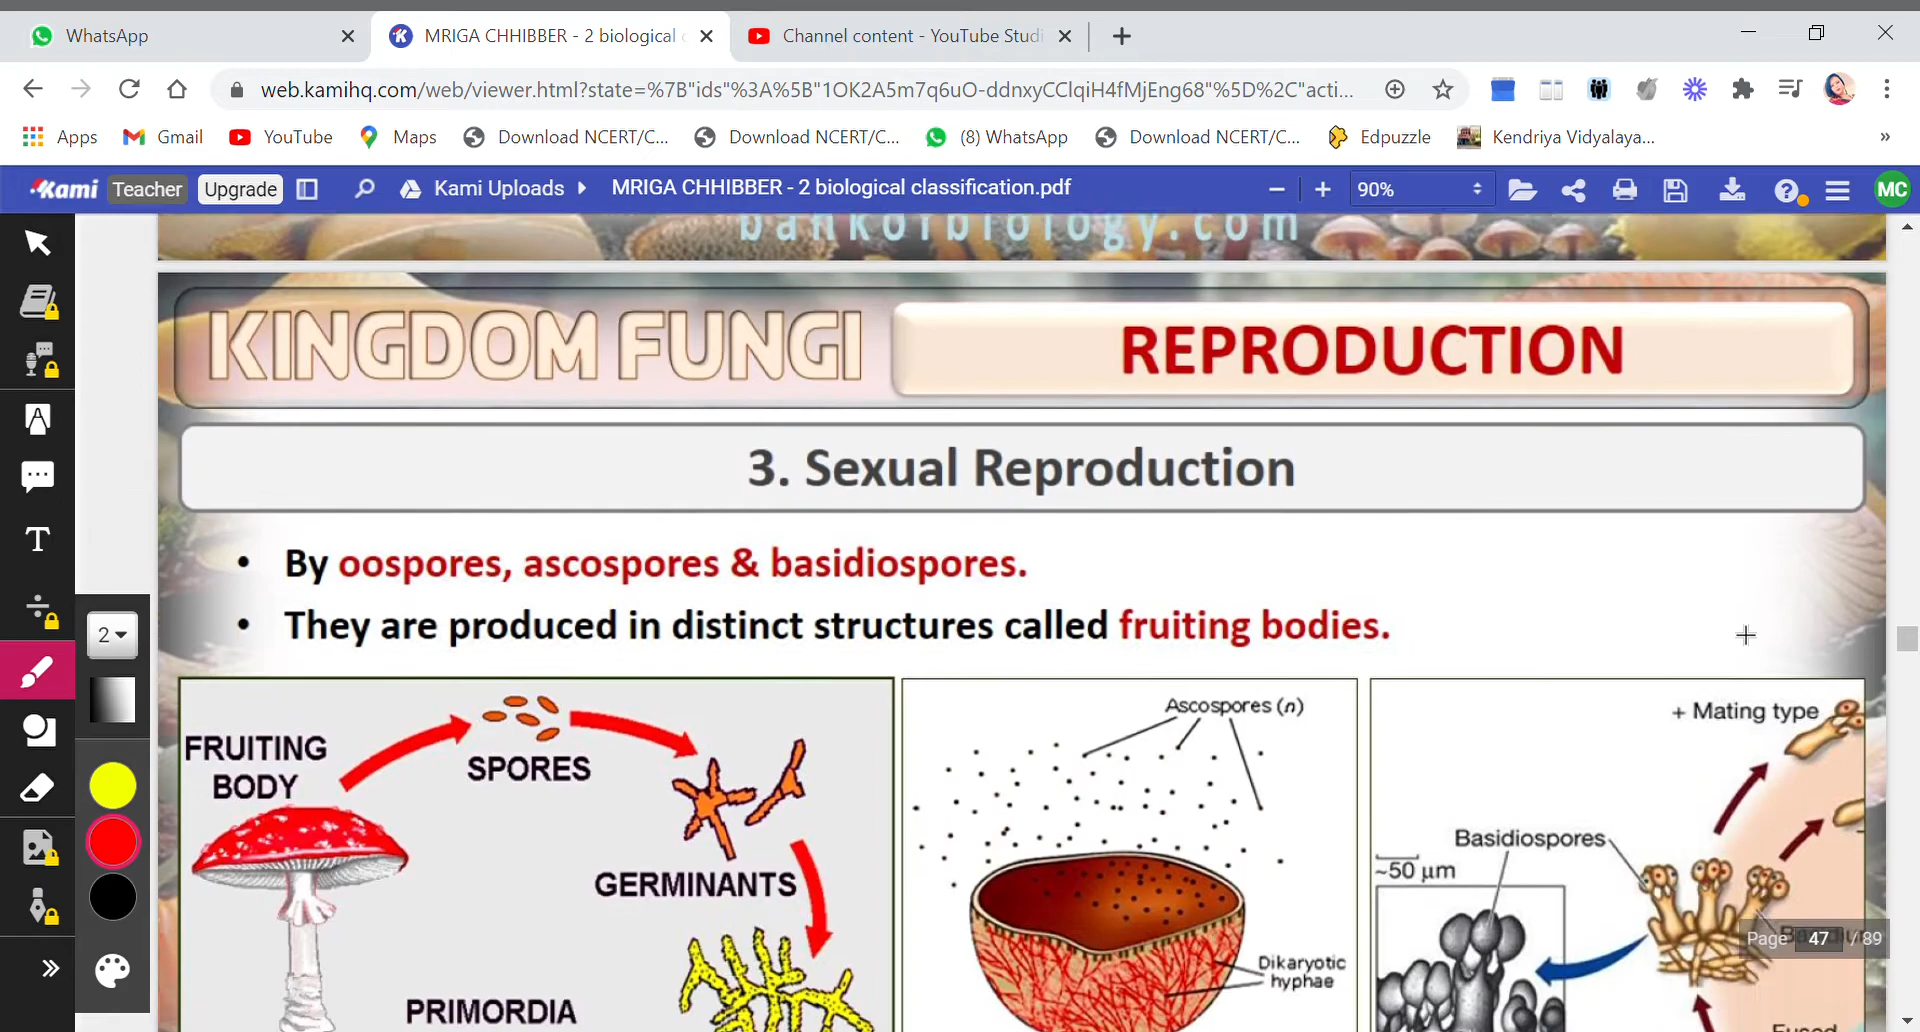 WhatsApp
MRIGA CHHIBBER - 2 biological c
Channel content - YouTube Studi
web.kamihq.com/web/viewer.html?state=%7B"ids"%3A%5B"1OK2A5m7q6uO-ddnxyCClqiH4fMjEng68"%5D%2C"acti...
Apps
Gmail
YouTube
Maps
Download NCERT/C...
Download NCERT/C...
(8) WhatsApp
Download NCERT/C...
Edpuzzle
Kendriya Vidyalaya...
»
Kami
Teacher
Upgrade
Kami Uploads
MRIGA CHHIBBER - 2 biological classification.pdf
90%
MC
bankofbiology.com
KINGDOM FUNGI
REPRODUCTION
3. Sexual Reproduction
• By oospores, ascospores & basidiospores.
• They are produced in distinct structures called fruiting bodies.
2
FRUITING
BODY
SPORES
GERMINANTS
PRIMORDIA
Ascospores (n)
Dikaryotic
hyphae
+ Mating type
Basidiospores
~50 μm
Page 47 / 89